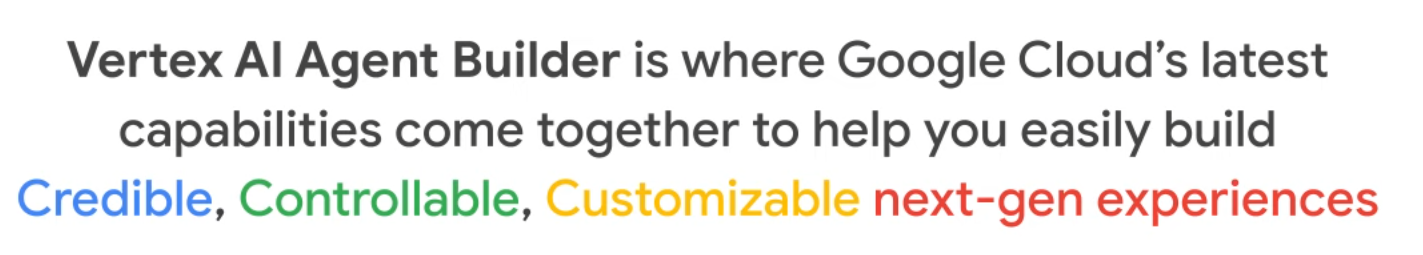 Vertex AI Agent Builder is where Google Cloud’s latest
capabilities come together to help you easily build
Credible, Controllable, Customizable next-gen experiences